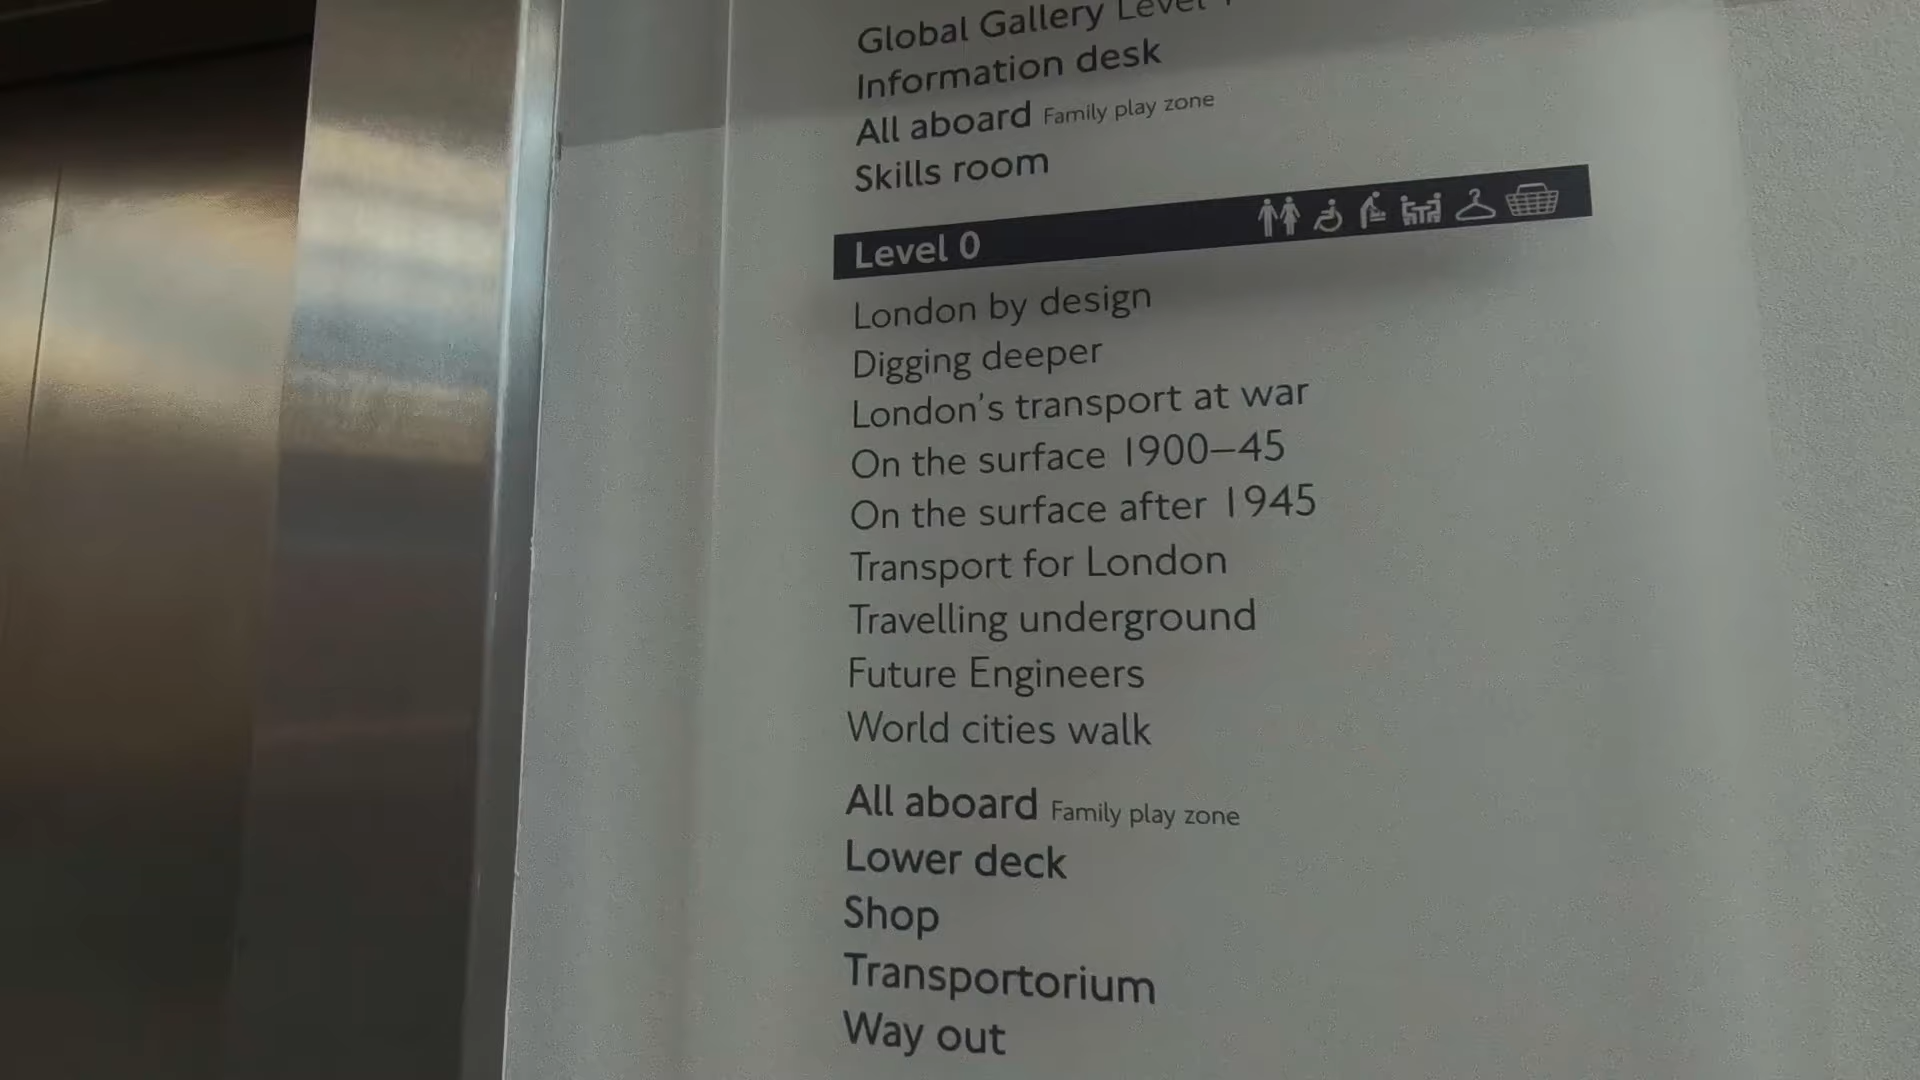 Global Gallery Level
Information desk
All aboard Family play zone
Skills room
Level 0
London by design
Digging deeper
London's transport at war
On the surface 1900–45
On the surface after 1945
Transport for London
Travelling underground
Future Engineers
World cities walk
All aboard Family play zone
Lower deck
Shop
Transportorium
Way out